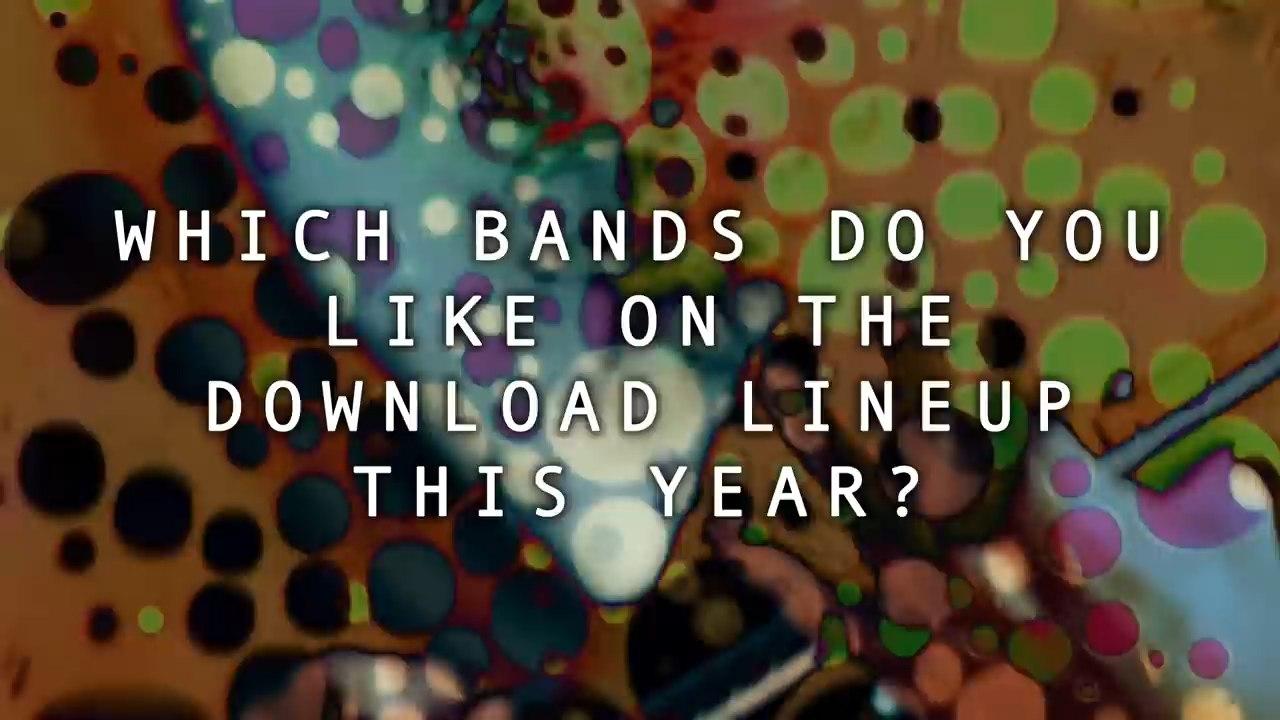 WHICH BANDS DO YOU
LIKE ON THE
DOWNLOAD LINEUP
THIS YEAR?